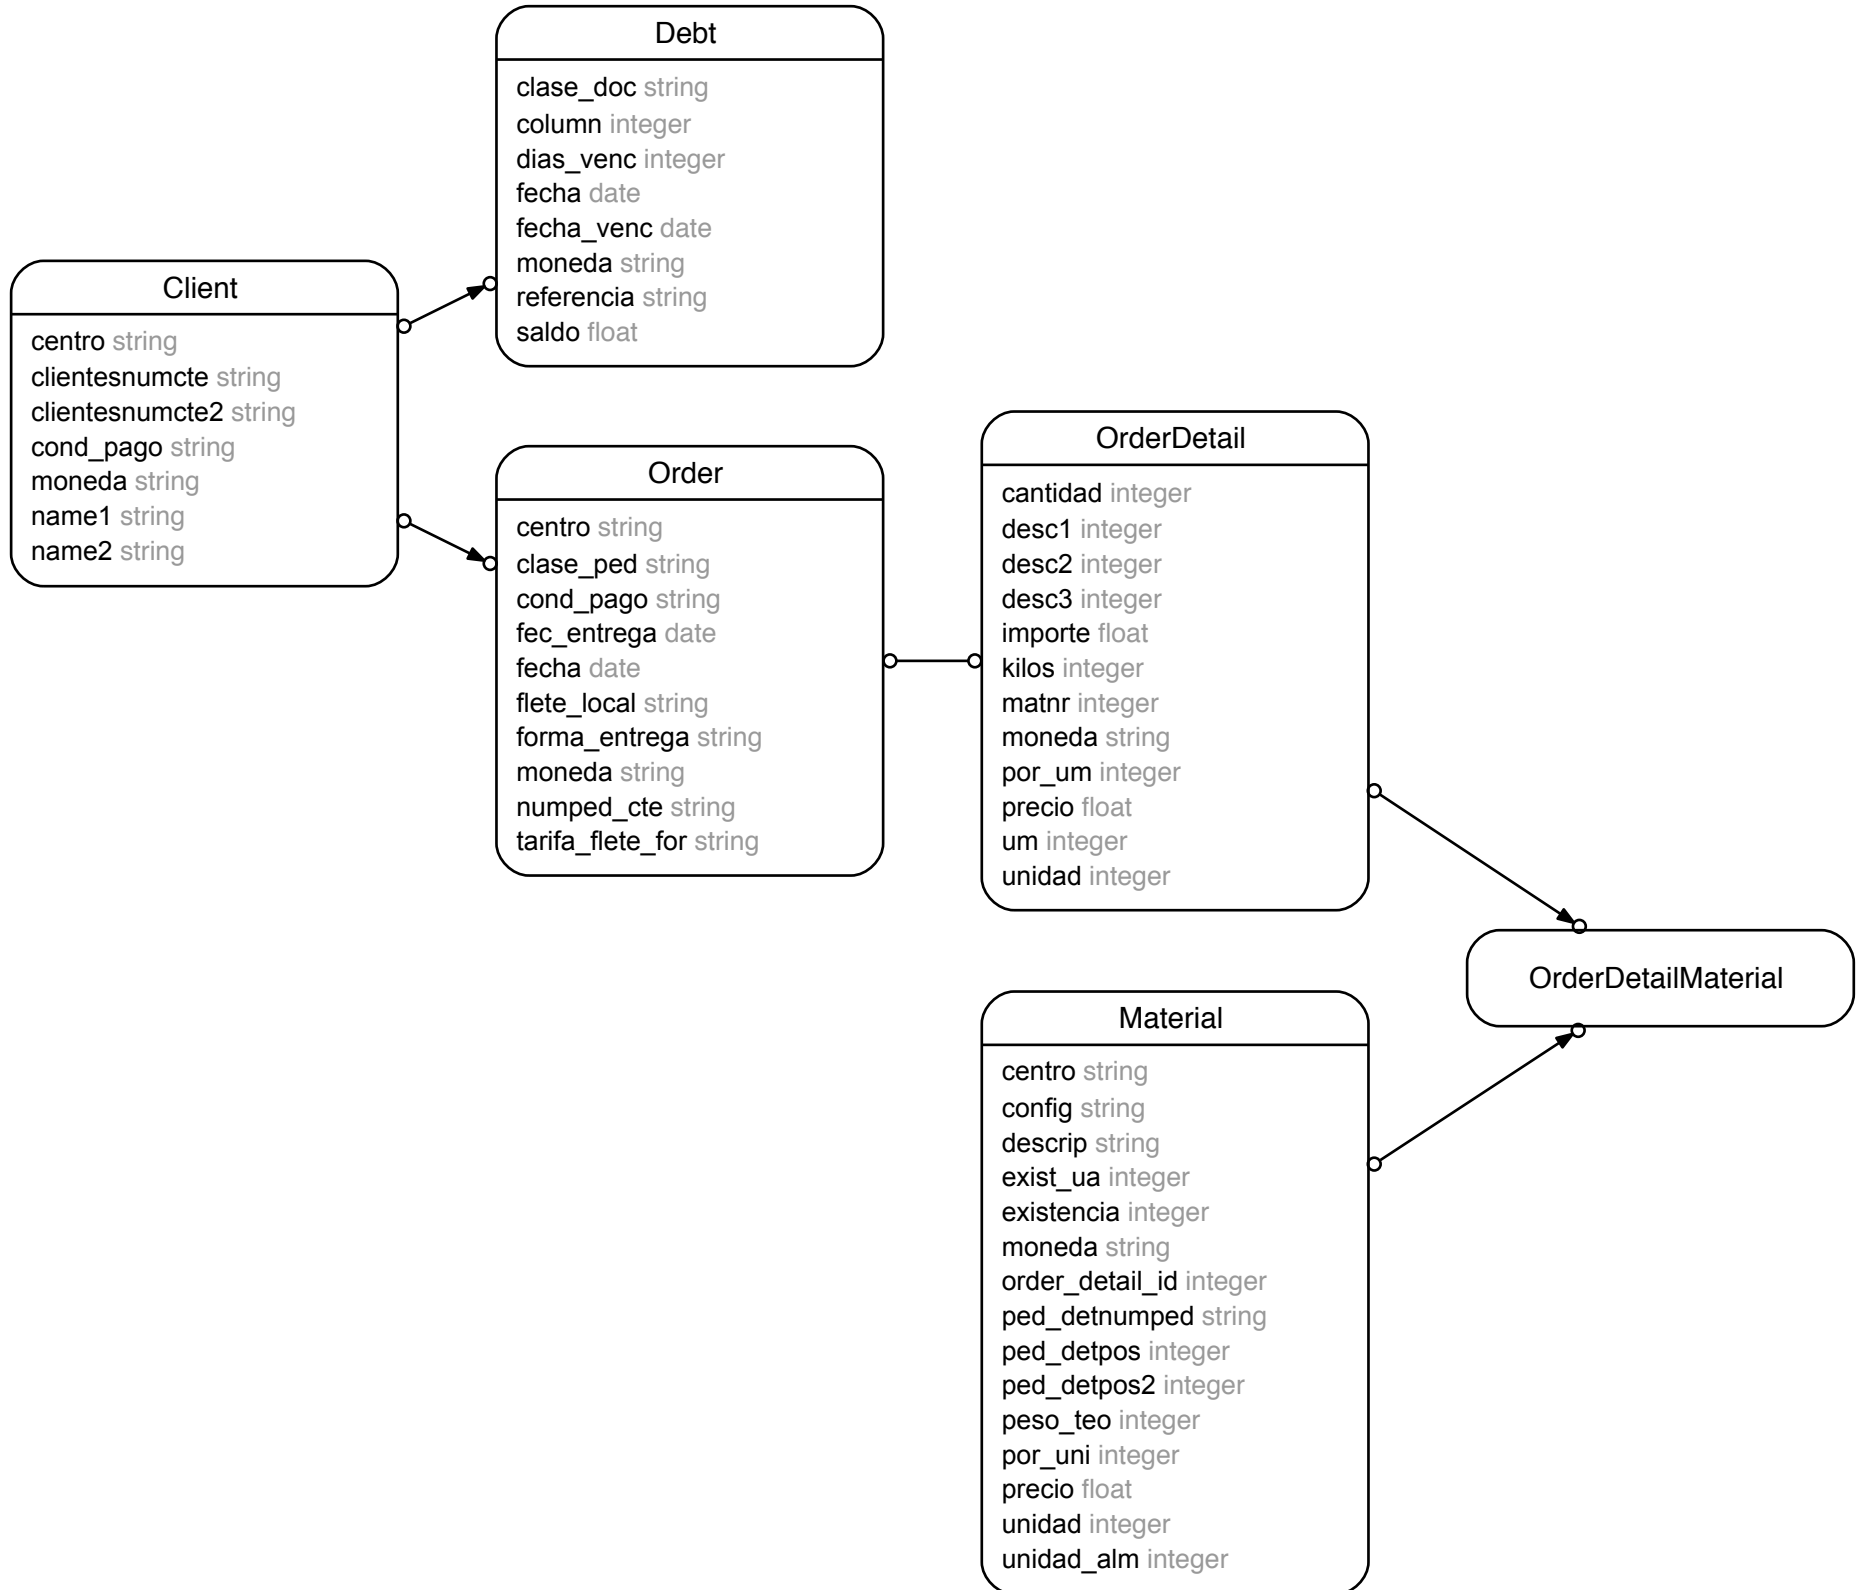 Debt
clase_doc string
column integer
dias_venc integer
fecha date
fecha_venc date
moneda string
referencia string
saldo float
Client
centro string
clientesnumcte string
clientesnumcte2 string
cond_pago string
moneda string
name1 string
name2 string
Order
centro string
clase_ped string
cond_pago string
fec_entrega date
fecha date
flete_local string
forma_entrega string
moneda string
numped_cte string
tarifa_flete_for string
OrderDetail
cantidad integer
desc1 integer
desc2 integer
desc3 integer
importe float
kilos integer
matnr integer
moneda string
por_um integer
precio float
um integer
unidad integer
OrderDetailMaterial
Material
centro string
config string
descrip string
exist_ua integer
existencia integer
moneda string
order_detail_id integer
ped_detnumped string
ped_detpos integer
ped_detpos2 integer
peso_teo integer
por_uni integer
precio float
unidad integer
unidad_alm integer